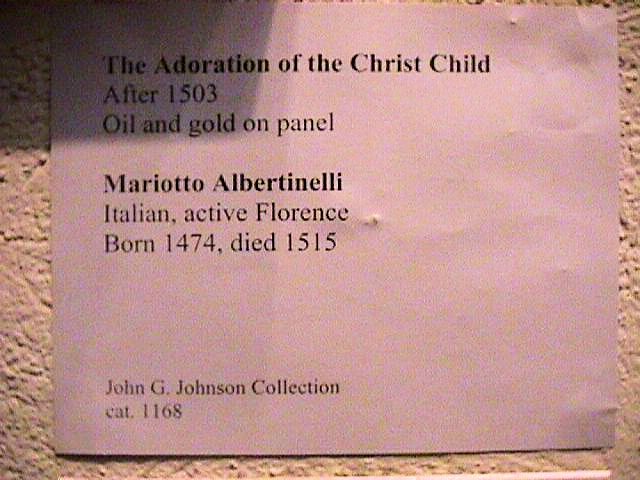 The Adoration of the Christ Child
After 1503
Oil and gold on panel
Mariotto Albertinelli
Italian, active Florence
Born 1474, died 1515
John G. Johnson Collection
cat. 1168